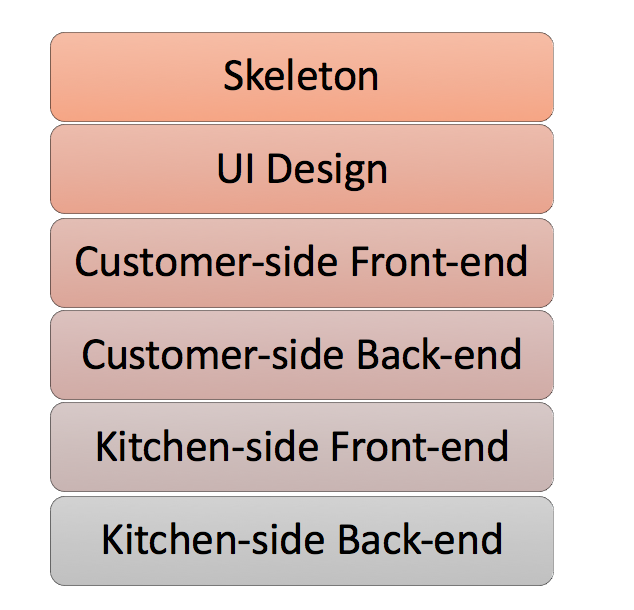 Skeleton
UI Design
Customer-side Front-end
Customer-side Back-end
Kitchen-side Front-end
Kitchen-side Back-end